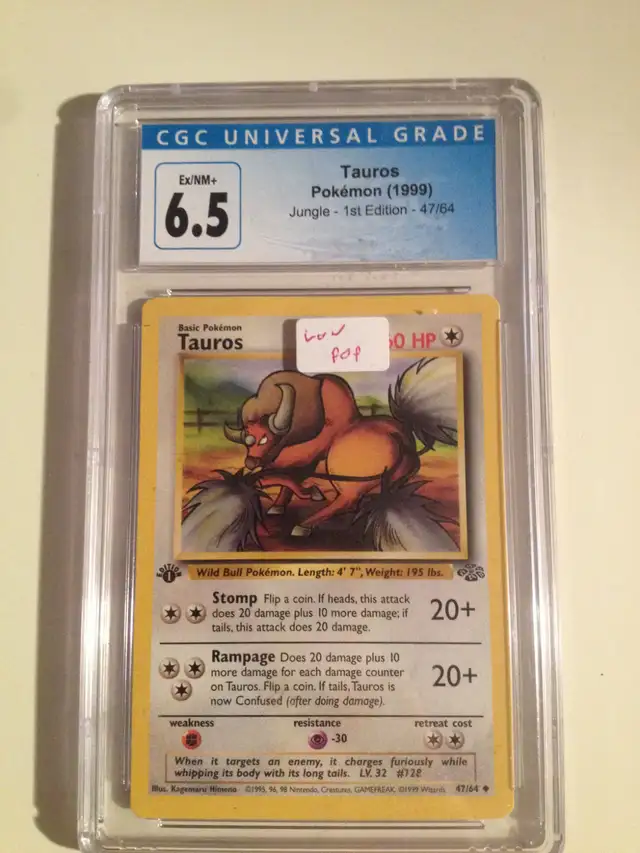 CGC UNIVERSAL GRADE
Ex/NM+
6.5
Tauros
Pokémon (1999)
Jungle - 1st Edition - 47/64
Basic Pokémon
Tauros
Low
pop
0 HP
EDITION
1
Wild Bull Pokémon. Length: 4' 7", Weight: 195 lbs.
Stomp Flip a coin. If heads, this attack
does 20 damage plus 10 more damage; if
tails, this attack does 20 damage.
20+
Rampage Does 20 damage plus 10
more damage for each damage counter
on Tauros. Flip a coin. If tails, Tauros is
now Confused (after doing damage).
20+
weakness
resistance
-30
retreat cost
When it targets an enemy, it charges furiously while
whipping its body with its long tails. LV. 32 #128
Illus. Kagemaru Himeno ©1995, 96, 98 Nintendo, Creatures, GAMEFREAK. ©1999 Wizards. 47/64